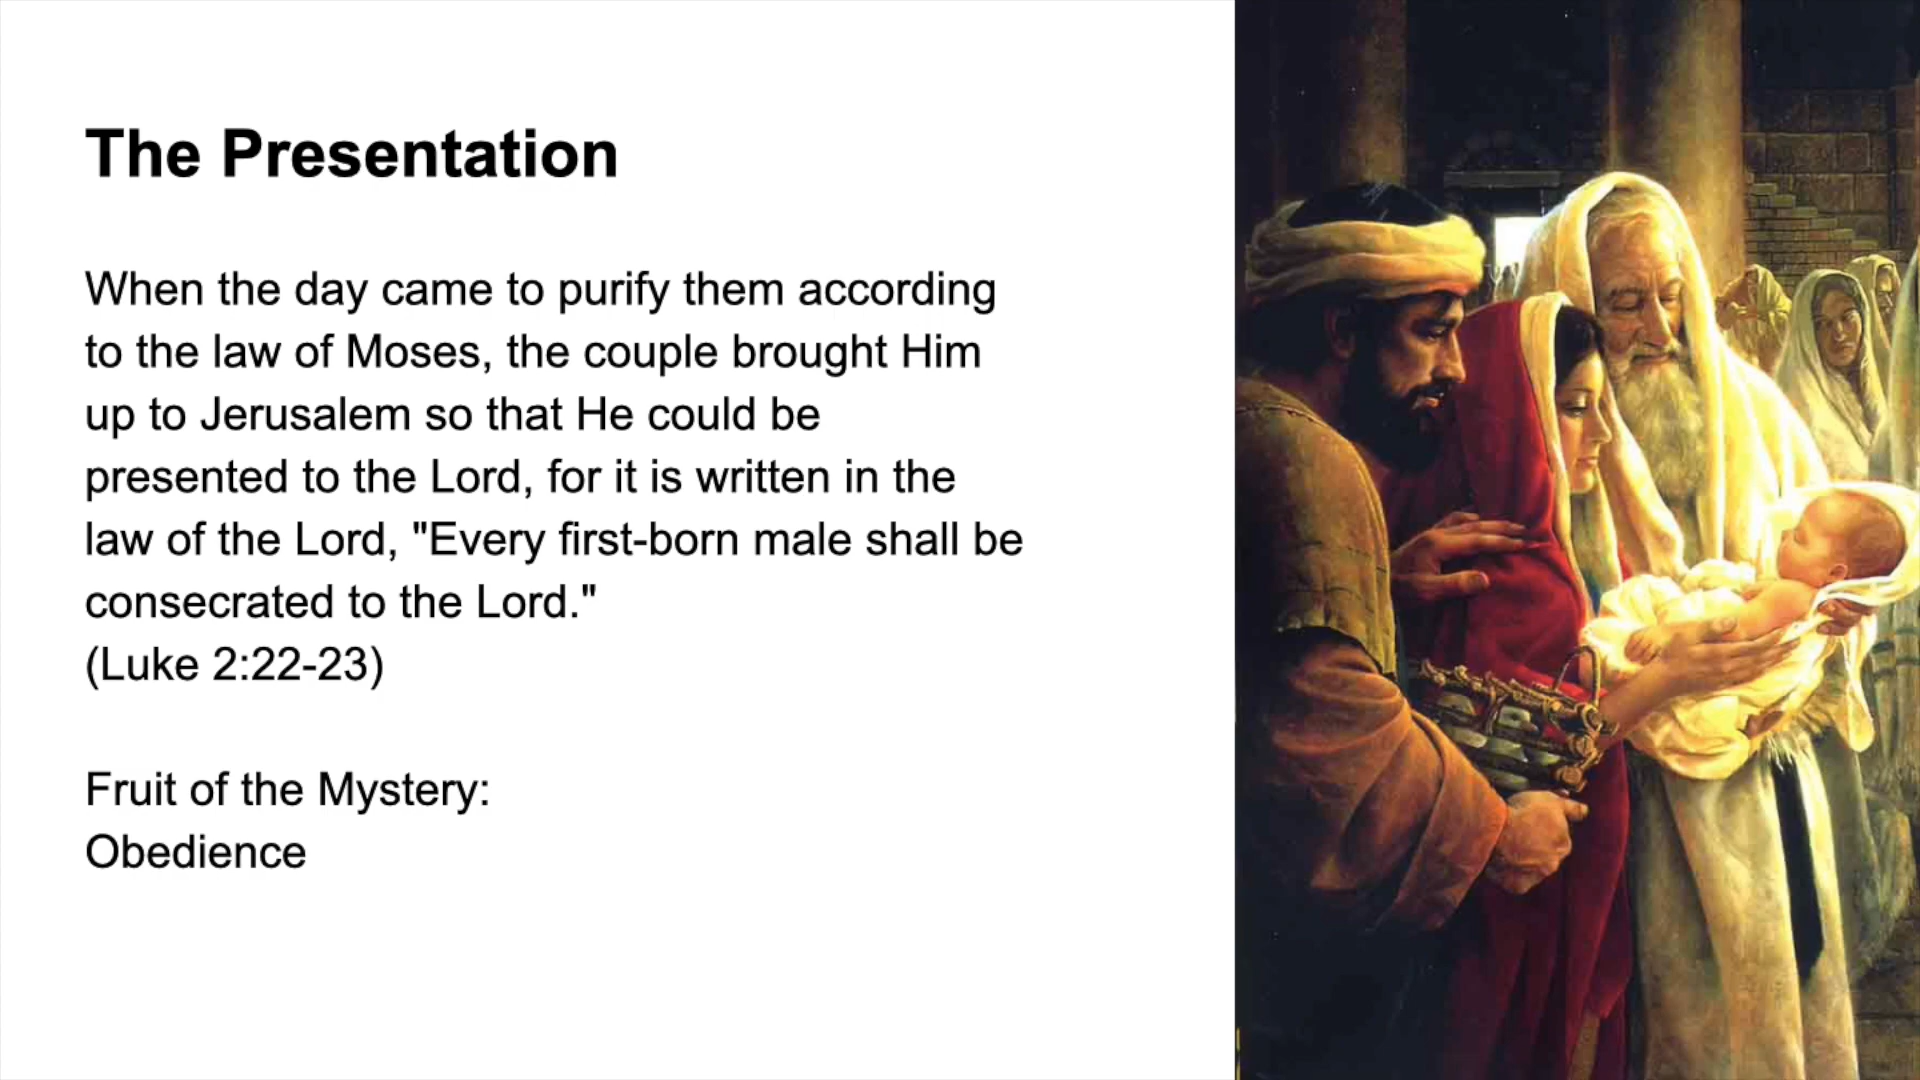 The Presentation
When the day came to purify them according
to the law of Moses, the couple brought Him
up to Jerusalem so that He could be
presented to the Lord, for it is written in the
law of the Lord, "Every first-born male shall be
consecrated to the Lord."
(Luke 2:22-23)
Fruit of the Mystery:
Obedience